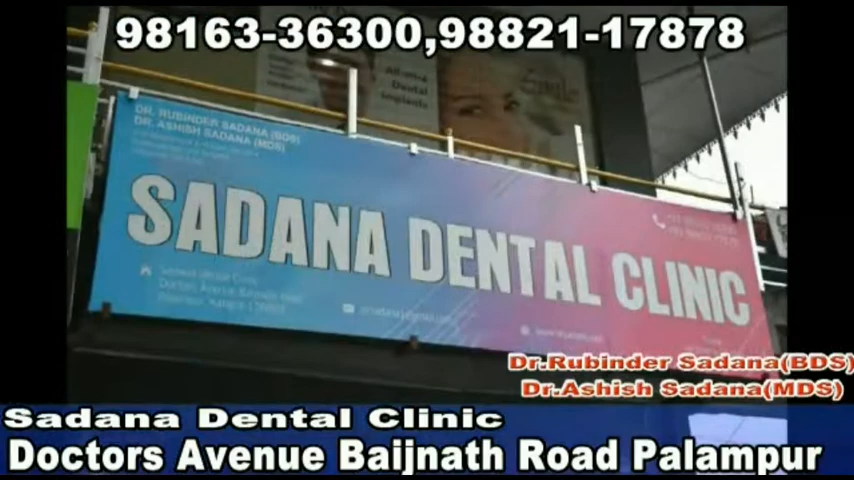 98163-36300,98821-17878
Dental
DR. RUBINDER SADANA (BDS)
DR. ASHISH SADANA (MDS)
SADANA DENTAL CLINIC
Dr.Rubinder Sadana(BDS)
Dr.Ashish Sadana(MDS)
Sadana Dental Clinic
Doctors Avenue Baijnath Road Palampur